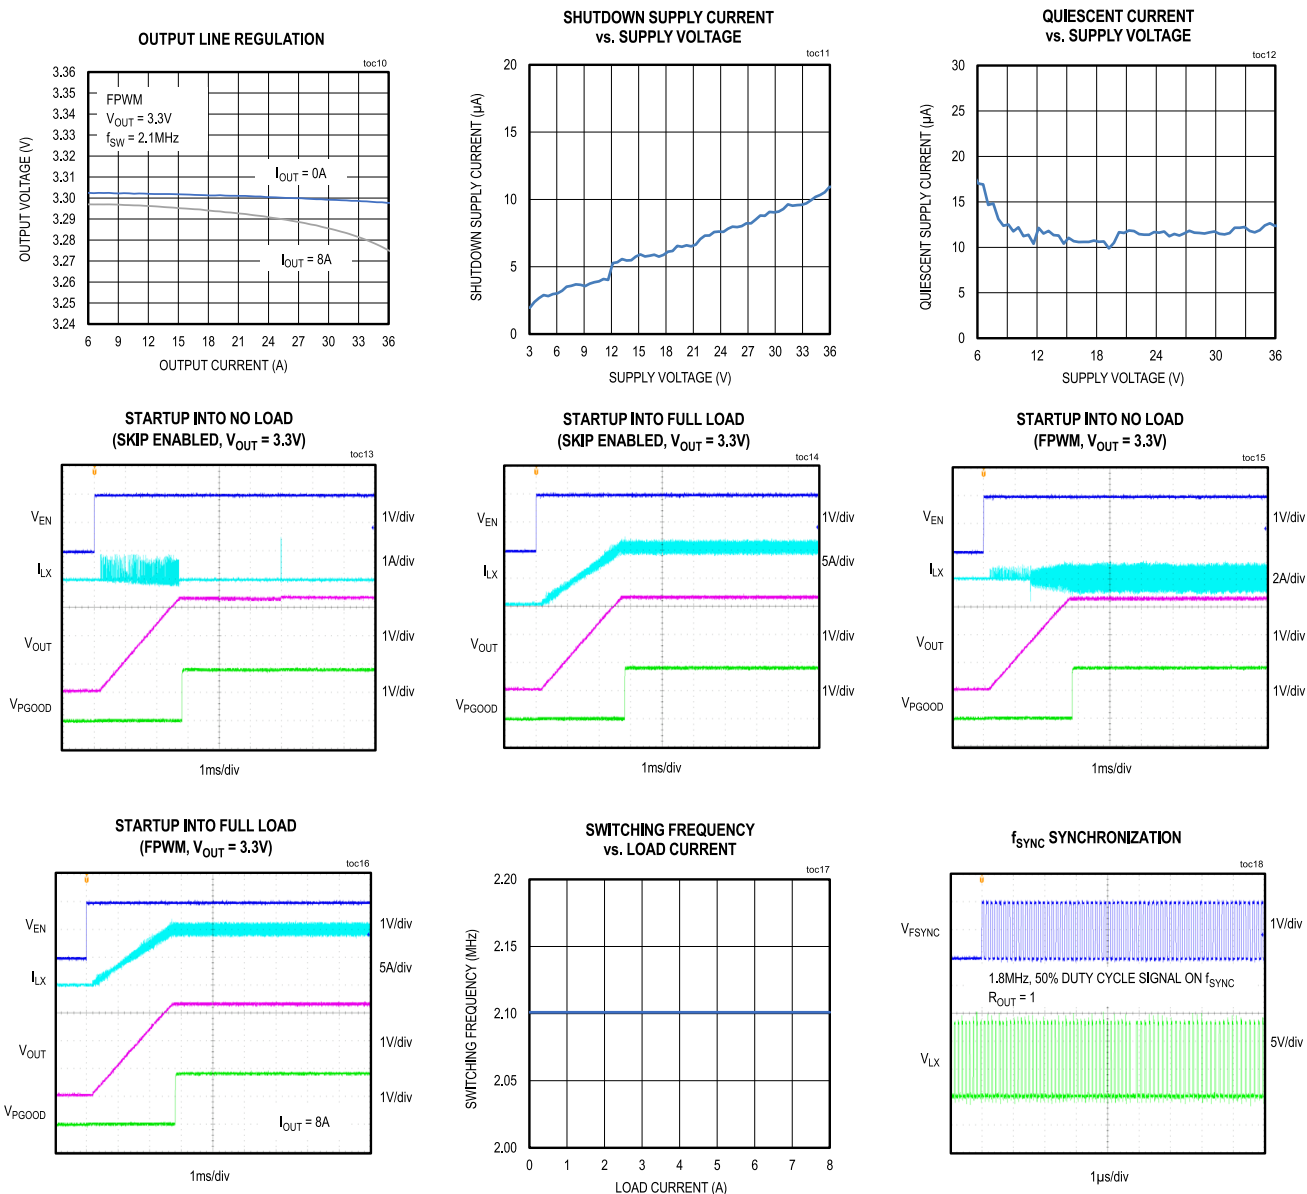 OUTPUT LINE REGULATION
toc10
OUTPUT VOLTAGE (V)
3.36
3.35
3.34
3.33
3.32
3.31
3.30
3.29
3.28
3.27
3.26
3.25
3.24
FPWM
VOUT = 3.3V
fSW = 2.1MHz
IOUT = 0A
IOUT = 8A
6 9 12 15 18 21 24 27 30 33 36
OUTPUT CURRENT (A)
SHUTDOWN SUPPLY CURRENT
vs. SUPPLY VOLTAGE
toc11
SHUTDOWN SUPPLY CURRENT (µA)
20
15
10
5
0
3 9 15 21 24 30 36
SUPPLY VOLTAGE (V)
QUIESCENT CURRENT
vs. SUPPLY VOLTAGE
toc12
QUIESCENT SUPPLY CURRENT (µA)
30
25
20
15
10
5
0
6 12 18 24 30 36
SUPPLY VOLTAGE (V)
STARTUP INTO NO LOAD
(SKIP ENABLED, VOUT = 3.3V)
toc13
VEN
1V/div
ILX
1A/div
VOUT
1V/div
VPGOOD
1V/div
1ms/div
STARTUP INTO FULL LOAD
(SKIP ENABLED, VOUT = 3.3V)
toc14
VEN
1V/div
ILX
5A/div
VOUT
1V/div
VPGOOD
1V/div
1ms/div
STARTUP INTO NO LOAD
(FPWM, VOUT = 3.3V)
toc15
VEN
1V/div
ILX
2A/div
VOUT
1V/div
VPGOOD
1V/div
1ms/div
STARTUP INTO FULL LOAD
(FPWM, VOUT = 3.3V)
toc16
VEN
1V/div
ILX
5A/div
VOUT
1V/div
VPGOOD
1V/div
IOUT = 8A
1ms/div
SWITCHING FREQUENCY
vs. LOAD CURRENT
toc17
SWITCHING FREQUENCY (MHz)
2.20
2.15
2.10
2.05
2.00
0 1 2 3 4 5 6 7 8
LOAD CURRENT (A)
fSYNC SYNCHRONIZATION
toc18
VFSYNC
1V/div
1.8MHz, 50% DUTY CYCLE SIGNAL ON fSYNC
ROUT = 1
VLX
5V/div
1µs/div